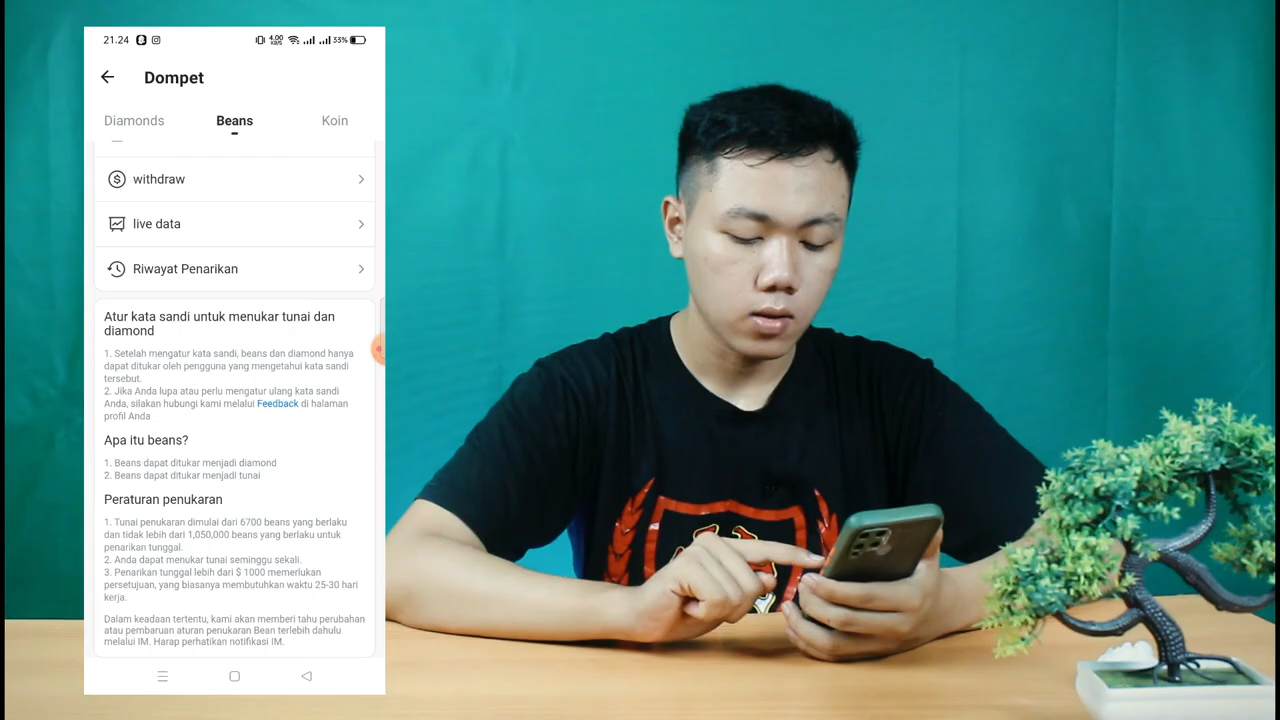 21.24
4.00
KB/S
33%
Dompet
Diamonds
Beans
Koin
withdraw
live data
Riwayat Penarikan
Atur kata sandi untuk menukar tunai dan
diamond
1. Setelah mengatur kata sandi, beans dan diamond hanya
dapat ditukar oleh pengguna yang mengetahui kata sandi
tersebut.
2. Jika Anda lupa atau perlu mengatur ulang kata sandi
Anda, silakan hubungi kami melalui Feedback di halaman
profil Anda
Apa itu beans?
1. Beans dapat ditukar menjadi diamond
2. Beans dapat ditukar menjadi tunai
Peraturan penukaran
1. Tunai penukaran dimulai dari 6700 beans yang berlaku
dan tidak lebih dari 1,050,000 beans yang berlaku untuk
penarikan tunggal.
2. Anda dapat menukar tunai seminggu sekali.
3. Penarikan tunggal lebih dari $ 1000 memerlukan
persetujuan, yang biasanya membutuhkan waktu 25-30 hari
kerja.
Dalam keadaan tertentu, kami akan memberi tahu perubahan
atau pembaruan aturan penukaran Bean terlebih dahulu
melalui IM. Harap perhatikan notifikasi IM.